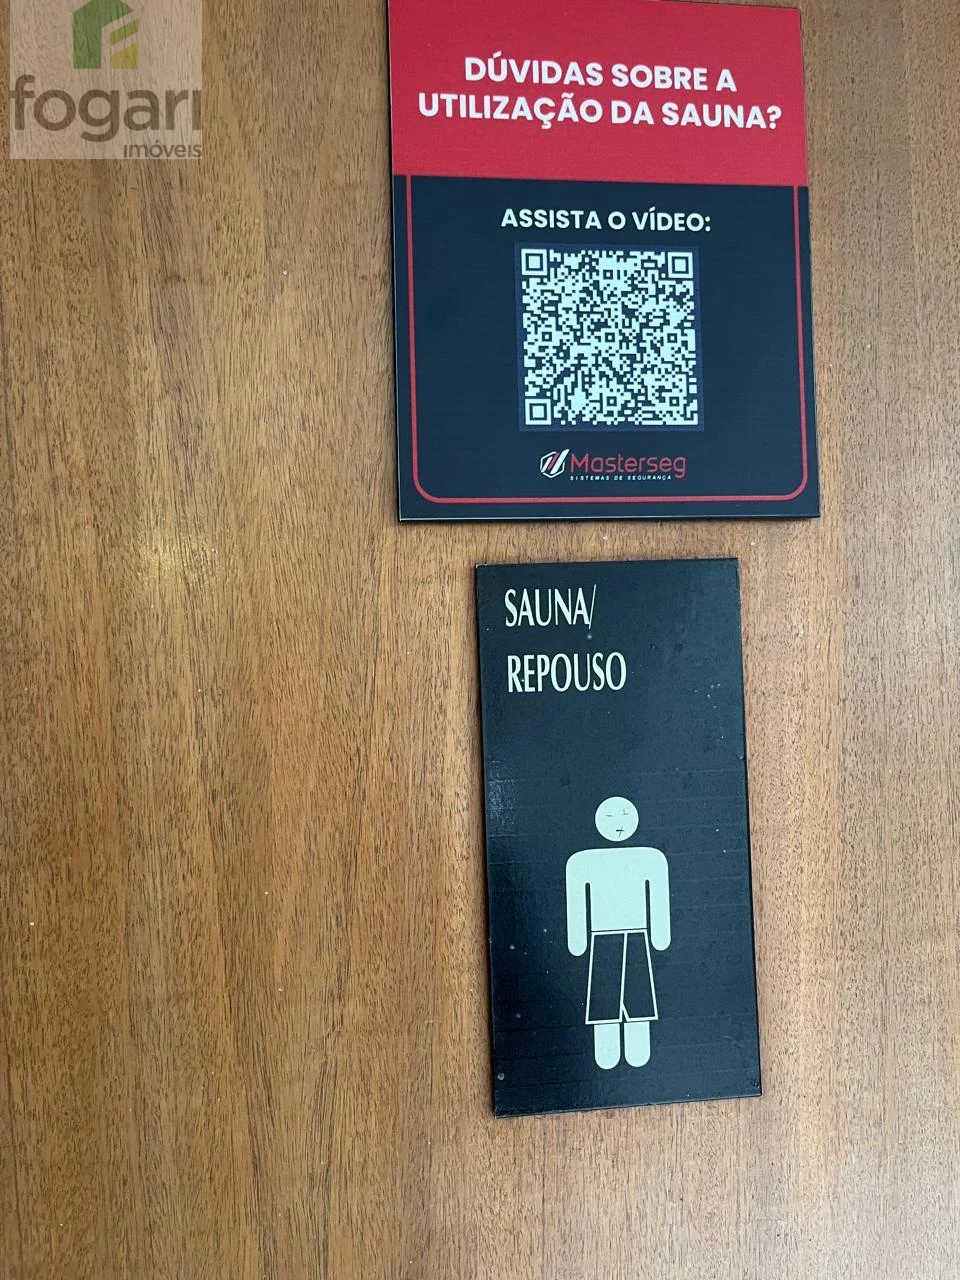 fogari
imóveis
DÚVIDAS SOBRE A
UTILIZAÇÃO DA SAUNA?
ASSISTA O VÍDEO:
Masterseg
SISTEMAS DE SEGURANÇA
SAUNA/
REPOUSO